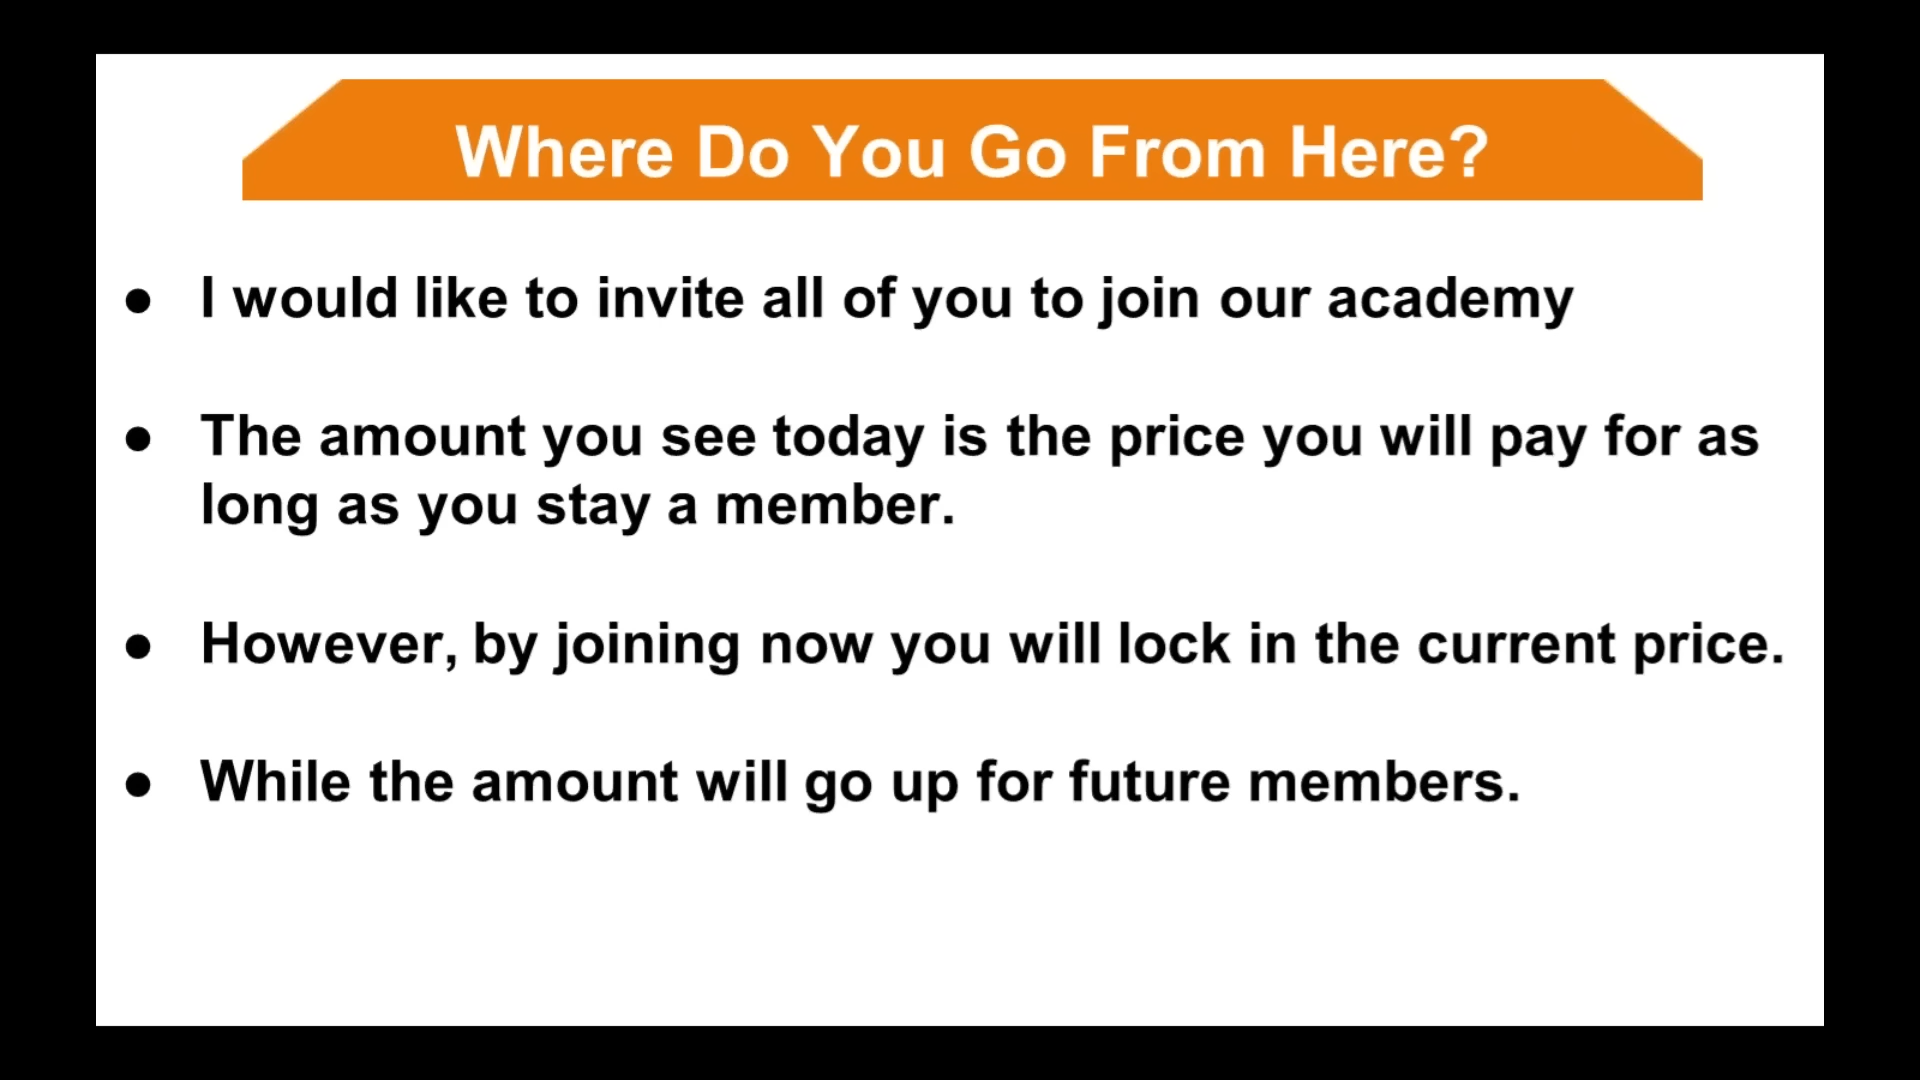 Where Do You Go From Here?
● I would like to invite all of you to join our academy
● The amount you see today is the price you will pay for as
long as you stay a member.
● However, by joining now you will lock in the current price.
● While the amount will go up for future members.